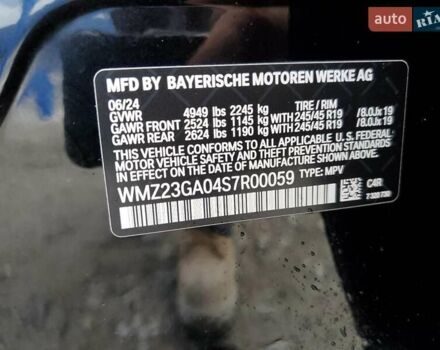 AUTO RIA
MFD BY BAYERISCHE MOTOREN WERKE AG
06/24
GVWR 4949 lbs 2245 kg TIRE / RIM
GAWR FRONT 2524 lbs 1145 kg WITH 245/45 R19 /8.0Jx19
GAWR REAR 2624 lbs 1190 kg WITH 245/45 R19 /8.0Jx19
THIS VEHICLE CONFORMS TO ALL APPLICABLE U.S. FEDERAL
MOTOR VEHICLE SAFETY AND THEFT PREVENTION STANDARDS
IN EFFECT ON THE DATE OF MANUFACTURE SHOWN ABOVE.
WMZ23GA04S7R00059 TYPE: MPV
C4R